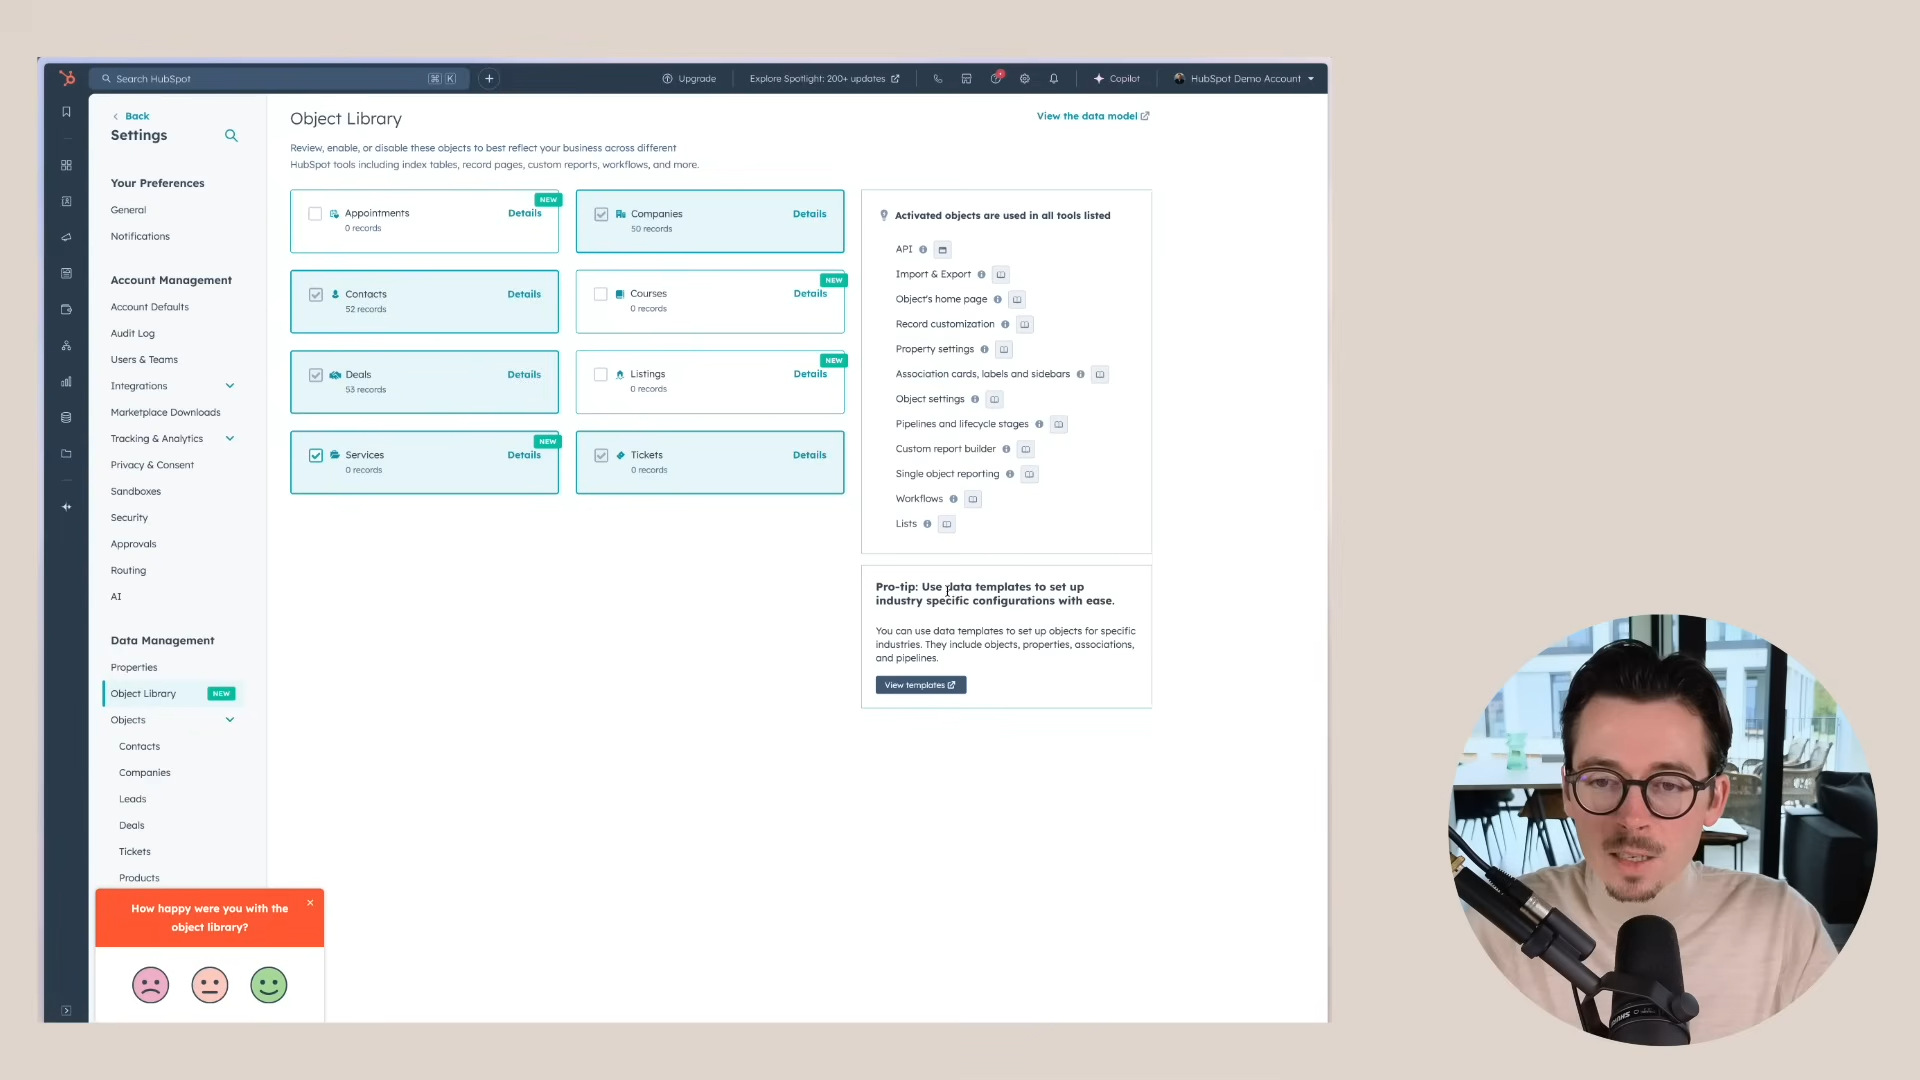 Search HubSpot
⌘ K
Upgrade
Explore Spotlight: 200+ updates
Copilot
HubSpot Demo Account
Back
Settings
Your Preferences
General
Notifications
Account Management
Account Defaults
Audit Log
Users & Teams
Integrations
Marketplace Downloads
Tracking & Analytics
Privacy & Consent
Sandboxes
Security
Approvals
Routing
AI
Data Management
Properties
Object Library NEW
Objects
Contacts
Companies
Leads
Deals
Tickets
Products
How happy were you with the
object library?
Object Library
View the data model
Review, enable, or disable these objects to best reflect your business across different
HubSpot tools including index tables, record pages, custom reports, workflows, and more.
NEW
Appointments Details
0 records
Companies Details
50 records
Contacts Details
52 records
NEW
Courses Details
0 records
Deals Details
53 records
NEW
Listings Details
0 records
NEW
Services Details
0 records
Tickets Details
0 records
Activated objects are used in all tools listed
API
Import & Export
Object's home page
Record customization
Property settings
Association cards, labels and sidebars
Object settings
Pipelines and lifecycle stages
Custom report builder
Single object reporting
Workflows
Lists
Pro-tip: Use data templates to set up
industry specific configurations with ease.
You can use data templates to set up objects for specific
industries. They include objects, properties, associations,
and pipelines.
View templates
SHURE